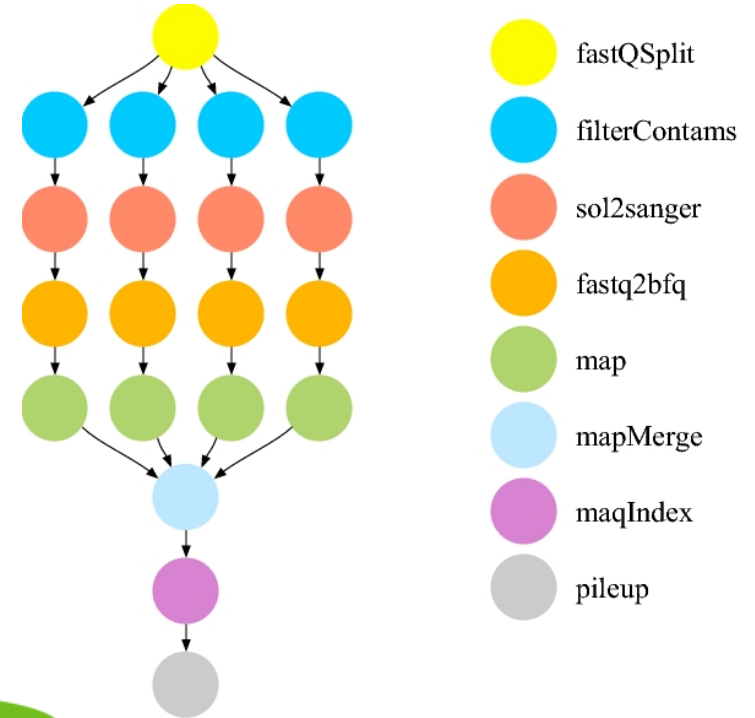 fastQSplit
filterContams
sol2sanger
fastq2bfq
map
mapMerge
maqIndex
pileup